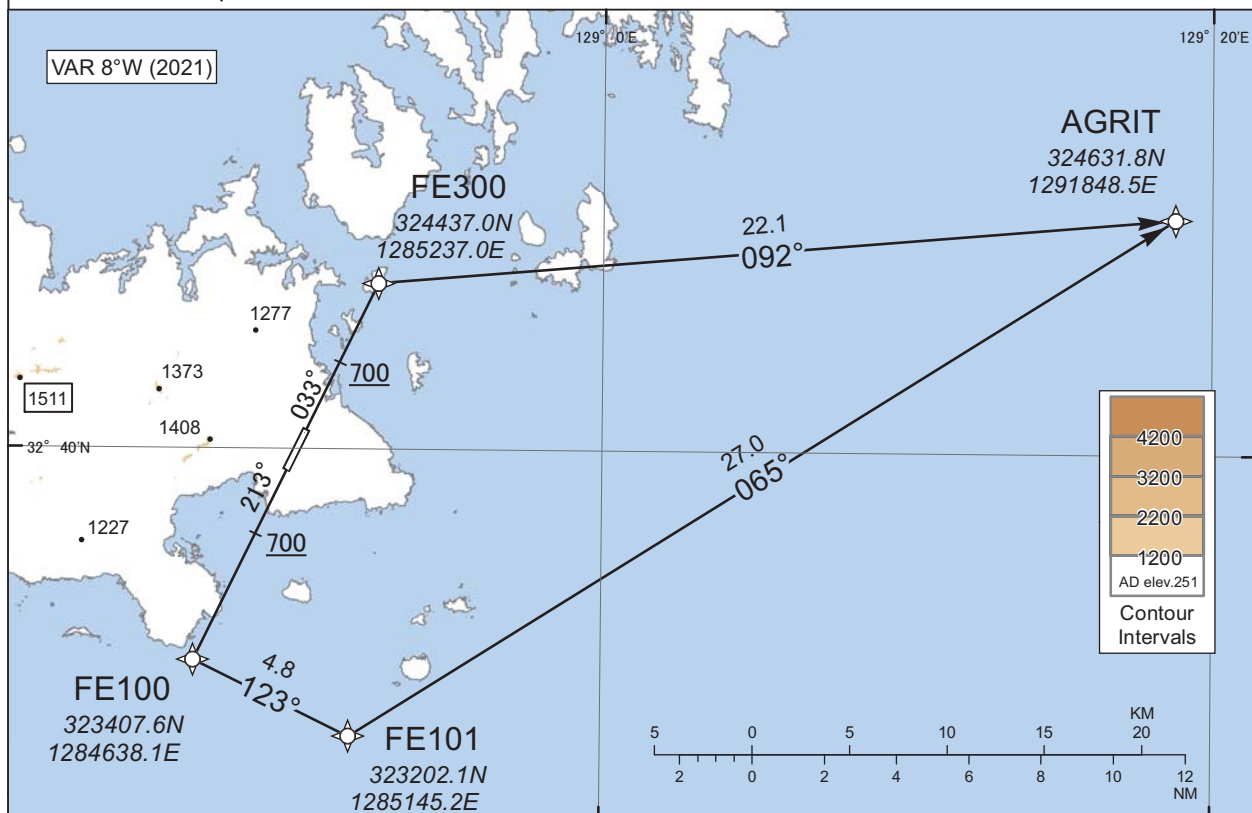 129° 0'E
129° 20'E
VAR 8°W (2021)
AGRIT
324631.8N
1291848.5E
FE300
324437.0N
1285237.0E
22.1
092°
1277
1373
1511
1408
700
033°
32° 40'N
213°
27.0
065°
1227
700
4200
3200
2200
1200
AD elev.251
Contour
Intervals
4.8
123°
FE100
323407.6N
1284638.1E
FE101
323202.1N
1285145.2E
KM
5 0 5 10 15 20
2 0 2 4 6 8 10 12
NM